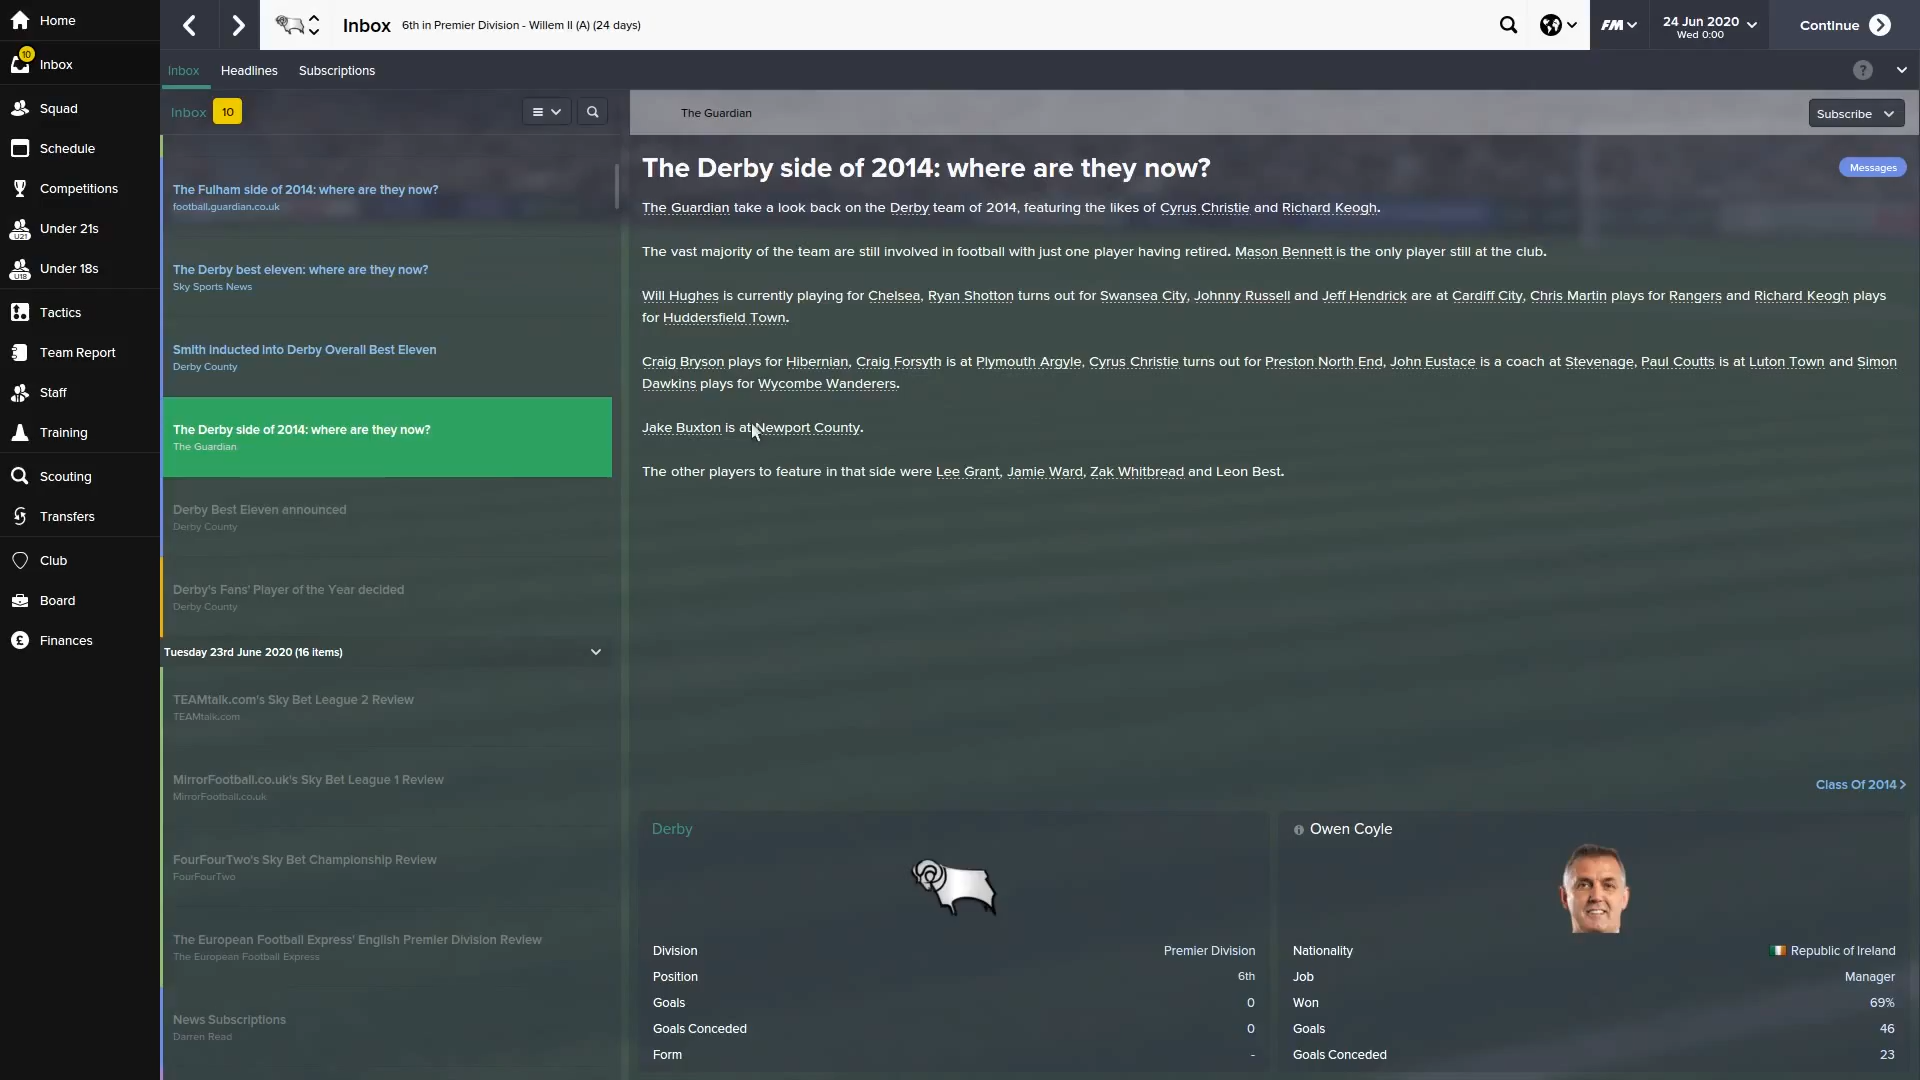 Home
10
Inbox
Squad
Schedule
Competitions
U21
Under 21s
U18
Under 18s
Tactics
Team Report
Staff
Training
Scouting
Transfers
Club
Board
£
Finances
Inbox
6th in Premier Division - Willem II (A) (24 days)
FM
24 Jun 2020
Wed 0:00
Continue
Inbox
Headlines
Subscriptions
?
Inbox
10
The Fulham side of 2014: where are they now?
football.guardian.co.uk
The Derby best eleven: where are they now?
Sky Sports News
Smith inducted into Derby Overall Best Eleven
Derby County
The Derby side of 2014: where are they now?
The Guardian
Derby Best Eleven announced
Derby County
Derby's Fans' Player of the Year decided
Derby County
Tuesday 23rd June 2020 (16 items)
TEAMtalk.com's Sky Bet League 2 Review
TEAMtalk.com
MirrorFootball.co.uk's Sky Bet League 1 Review
MirrorFootball.co.uk
FourFourTwo's Sky Bet Championship Review
FourFourTwo
The European Football Express' English Premier Division Review
The European Football Express
News Subscriptions
Darren Read
The Guardian
Subscribe
The Derby side of 2014: where are they now?
Messages
The Guardian take a look back on the Derby team of 2014, featuring the likes of Cyrus Christie and Richard Keogh.
The vast majority of the team are still involved in football with just one player having retired. Mason Bennett is the only player still at the club.
Will Hughes is currently playing for Chelsea, Ryan Shotton turns out for Swansea City, Johnny Russell and Jeff Hendrick are at Cardiff City, Chris Martin plays for Rangers and Richard Keogh plays
for Huddersfield Town.
Craig Bryson plays for Hibernian, Craig Forsyth is at Plymouth Argyle, Cyrus Christie turns out for Preston North End, John Eustace is a coach at Stevenage, Paul Coutts is at Luton Town and Simon
Dawkins plays for Wycombe Wanderers.
Jake Buxton is at Newport County.
The other players to feature in that side were Lee Grant, Jamie Ward, Zak Whitbread and Leon Best.
Class Of 2014
Derby
Division Premier Division
Position 6th
Goals 0
Goals Conceded 0
Form -
Owen Coyle
Nationality Republic of Ireland
Job Manager
Won 69%
Goals 46
Goals Conceded 23